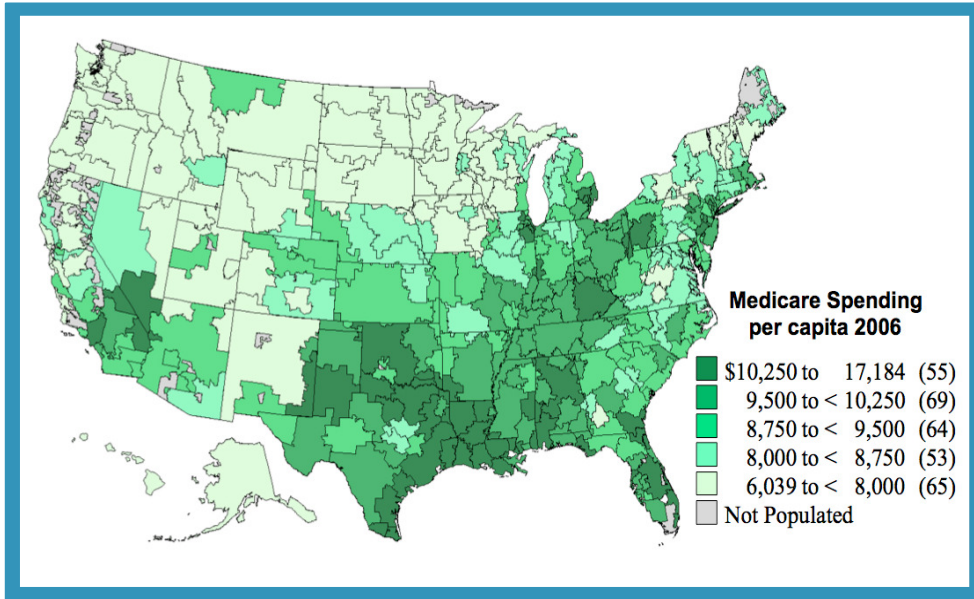 Medicare Spending
per capita 2006
$10,250 to 17,184 (55)
9,500 to < 10,250 (69)
8,750 to < 9,500 (64)
8,000 to < 8,750 (53)
6,039 to < 8,000 (65)
Not Populated